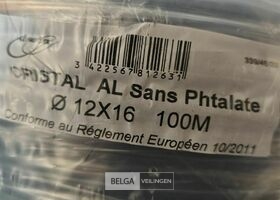 3 422567 812631
CRISTAL AL Sans Phtalate
Ø 12X16 100M
Conforme au Réglement Européen 10/2011
BELGA VEILINGEN